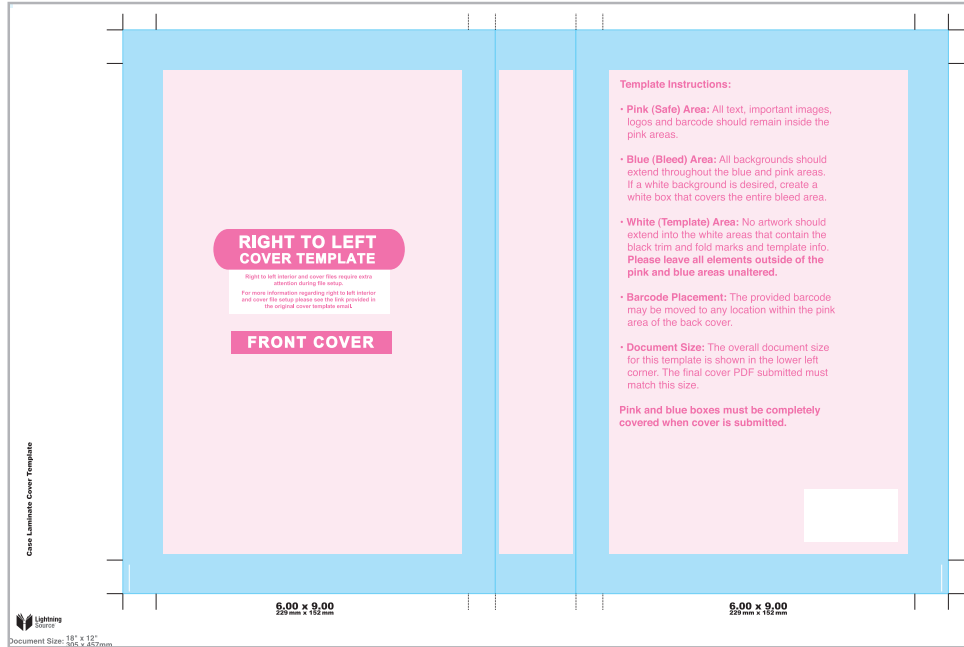 Template Instructions:
• Pink (Safe) Area: All text, important images,
logos and barcode should remain inside the
pink areas.
• Blue (Bleed) Area: All backgrounds should
extend throughout the blue and pink areas.
If a white background is desired, create a
white box that covers the entire bleed area.
• White (Template) Area: No artwork should
extend into the white areas that contain the
black trim and fold marks and template info.
Please leave all elements outside of the
pink and blue areas unaltered.
• Barcode Placement: The provided barcode
may be moved to any location within the pink
area of the back cover.
• Document Size: The overall document size
for this template is shown in the lower left
corner. The final cover PDF submitted must
match this size.
Pink and blue boxes must be completely
covered when cover is submitted.
RIGHT TO LEFT
COVER TEMPLATE
Right to left interior and cover files require extra
attention during file setup.
For more information regarding right to left interior
and cover file setup please see the link provided in
the original cover template email.
FRONT COVER
Case Laminate Cover Template
6.00 x 9.00
229 mm x 152 mm
6.00 x 9.00
229 mm x 152 mm
Lightning
Source
Document Size: 18" x 12"
305 x 457mm